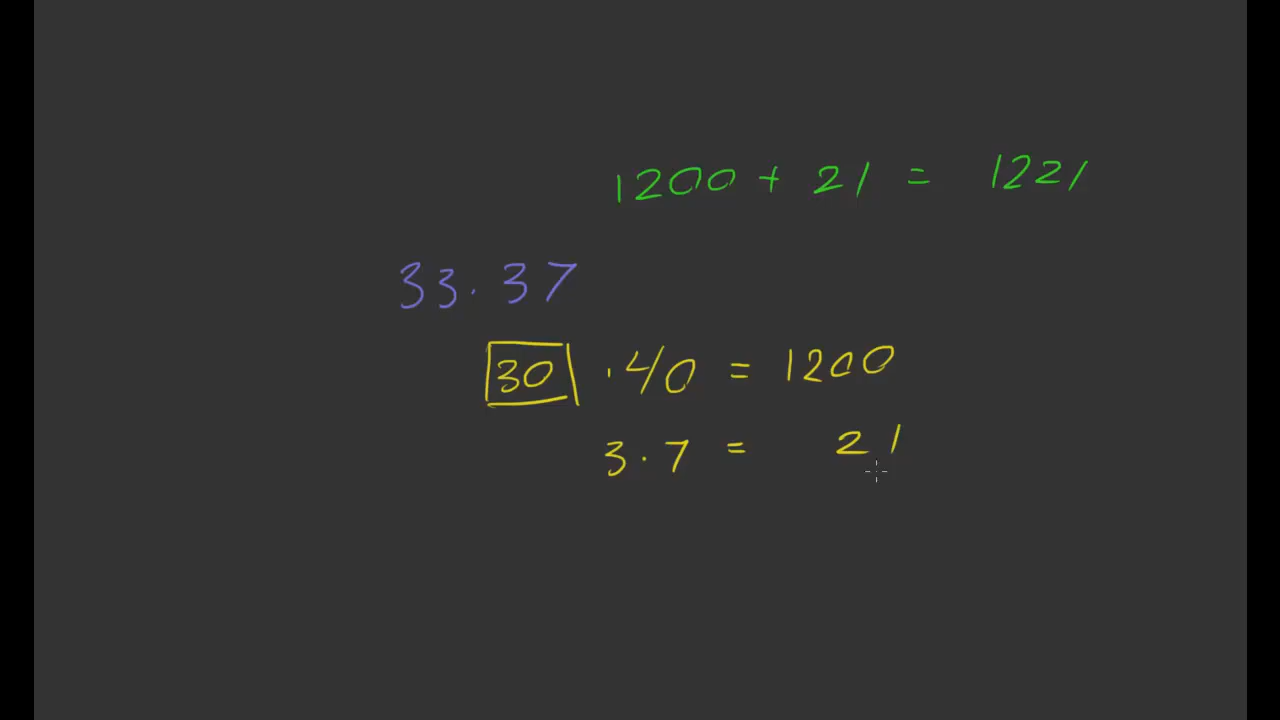 1200 + 21 = 1221
33 · 37
30 · 40 = 1200
3 · 7 = 21